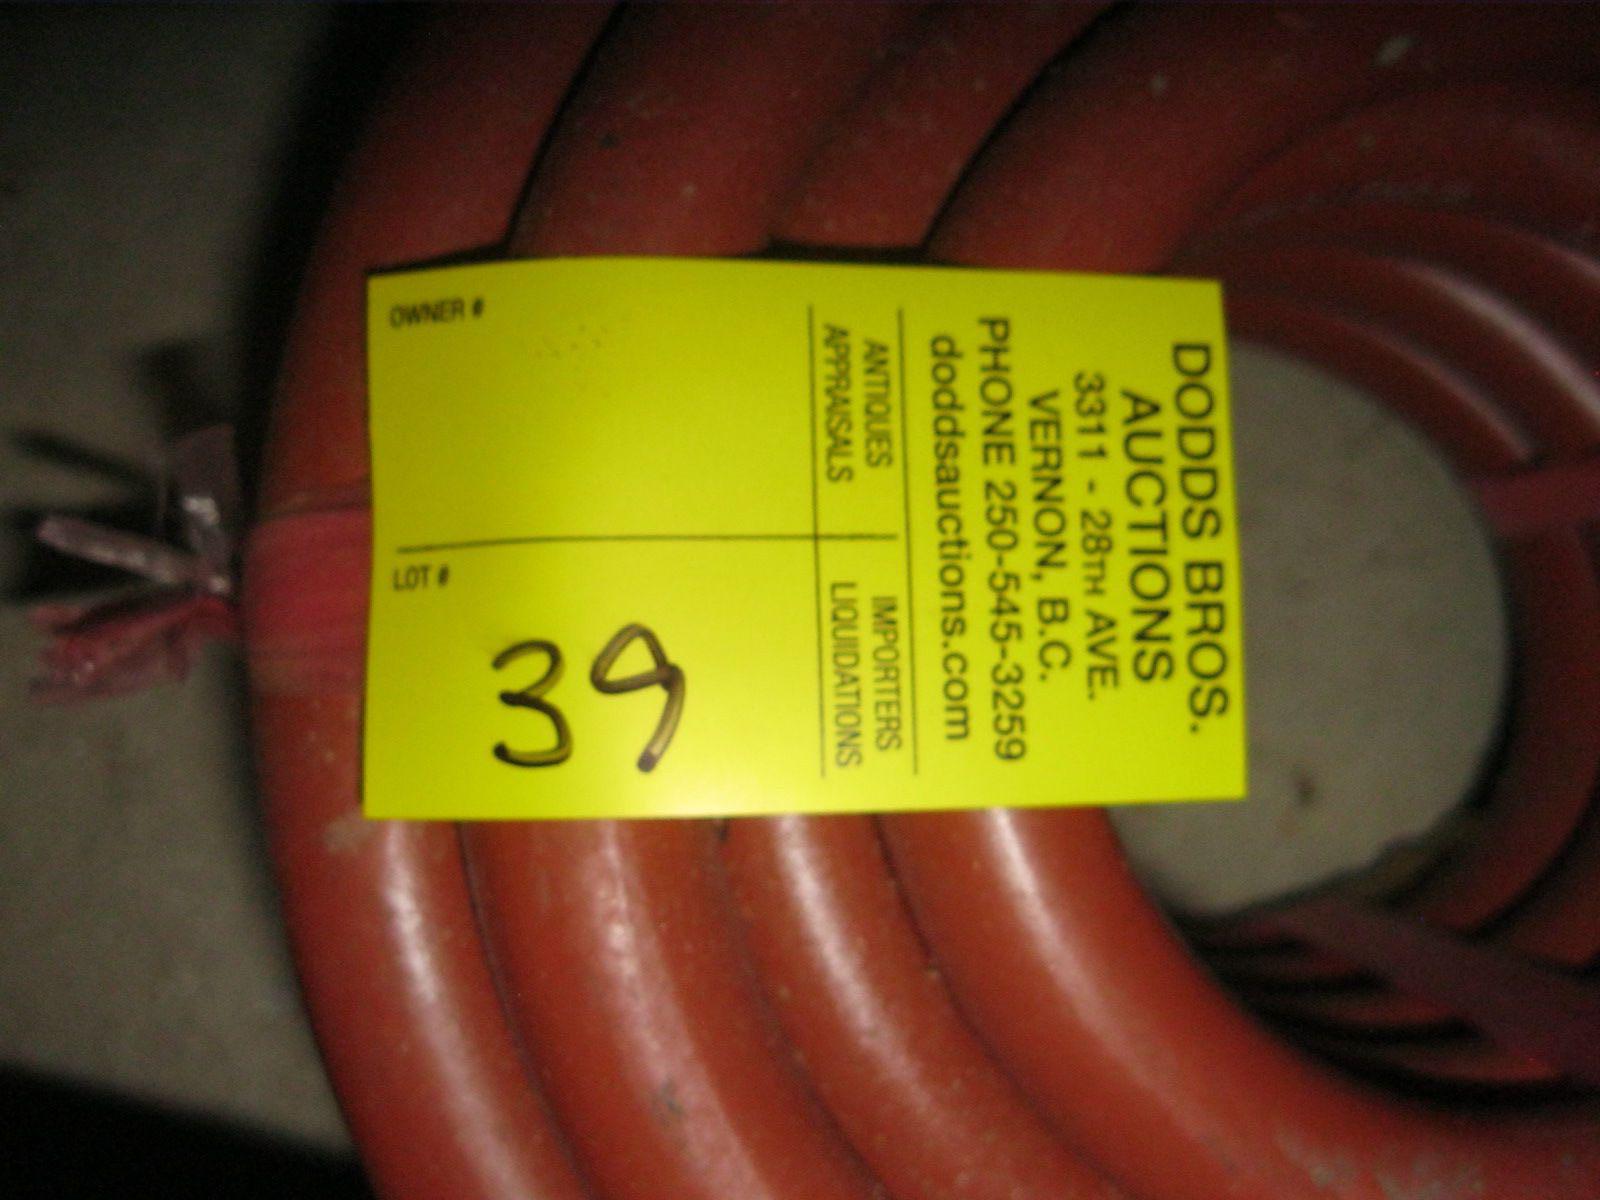 DODDS BROS.
AUCTIONS
3311 - 28TH AVE.
VERNON, B.C.
PHONE 250-545-3259
doddsauctions.com
ANTIQUES IMPORTERS
APPRAISALS LIQUIDATIONS
OWNER #
LOT #
39